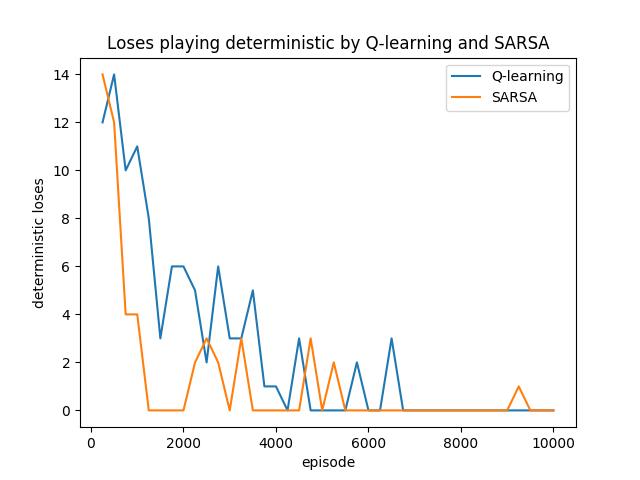 Loses playing deterministic by Q-learning and SARSA
Q-learning
SARSA
14
12
10
8
6
4
2
0
deterministic loses
0 2000 4000 6000 8000 10000
episode